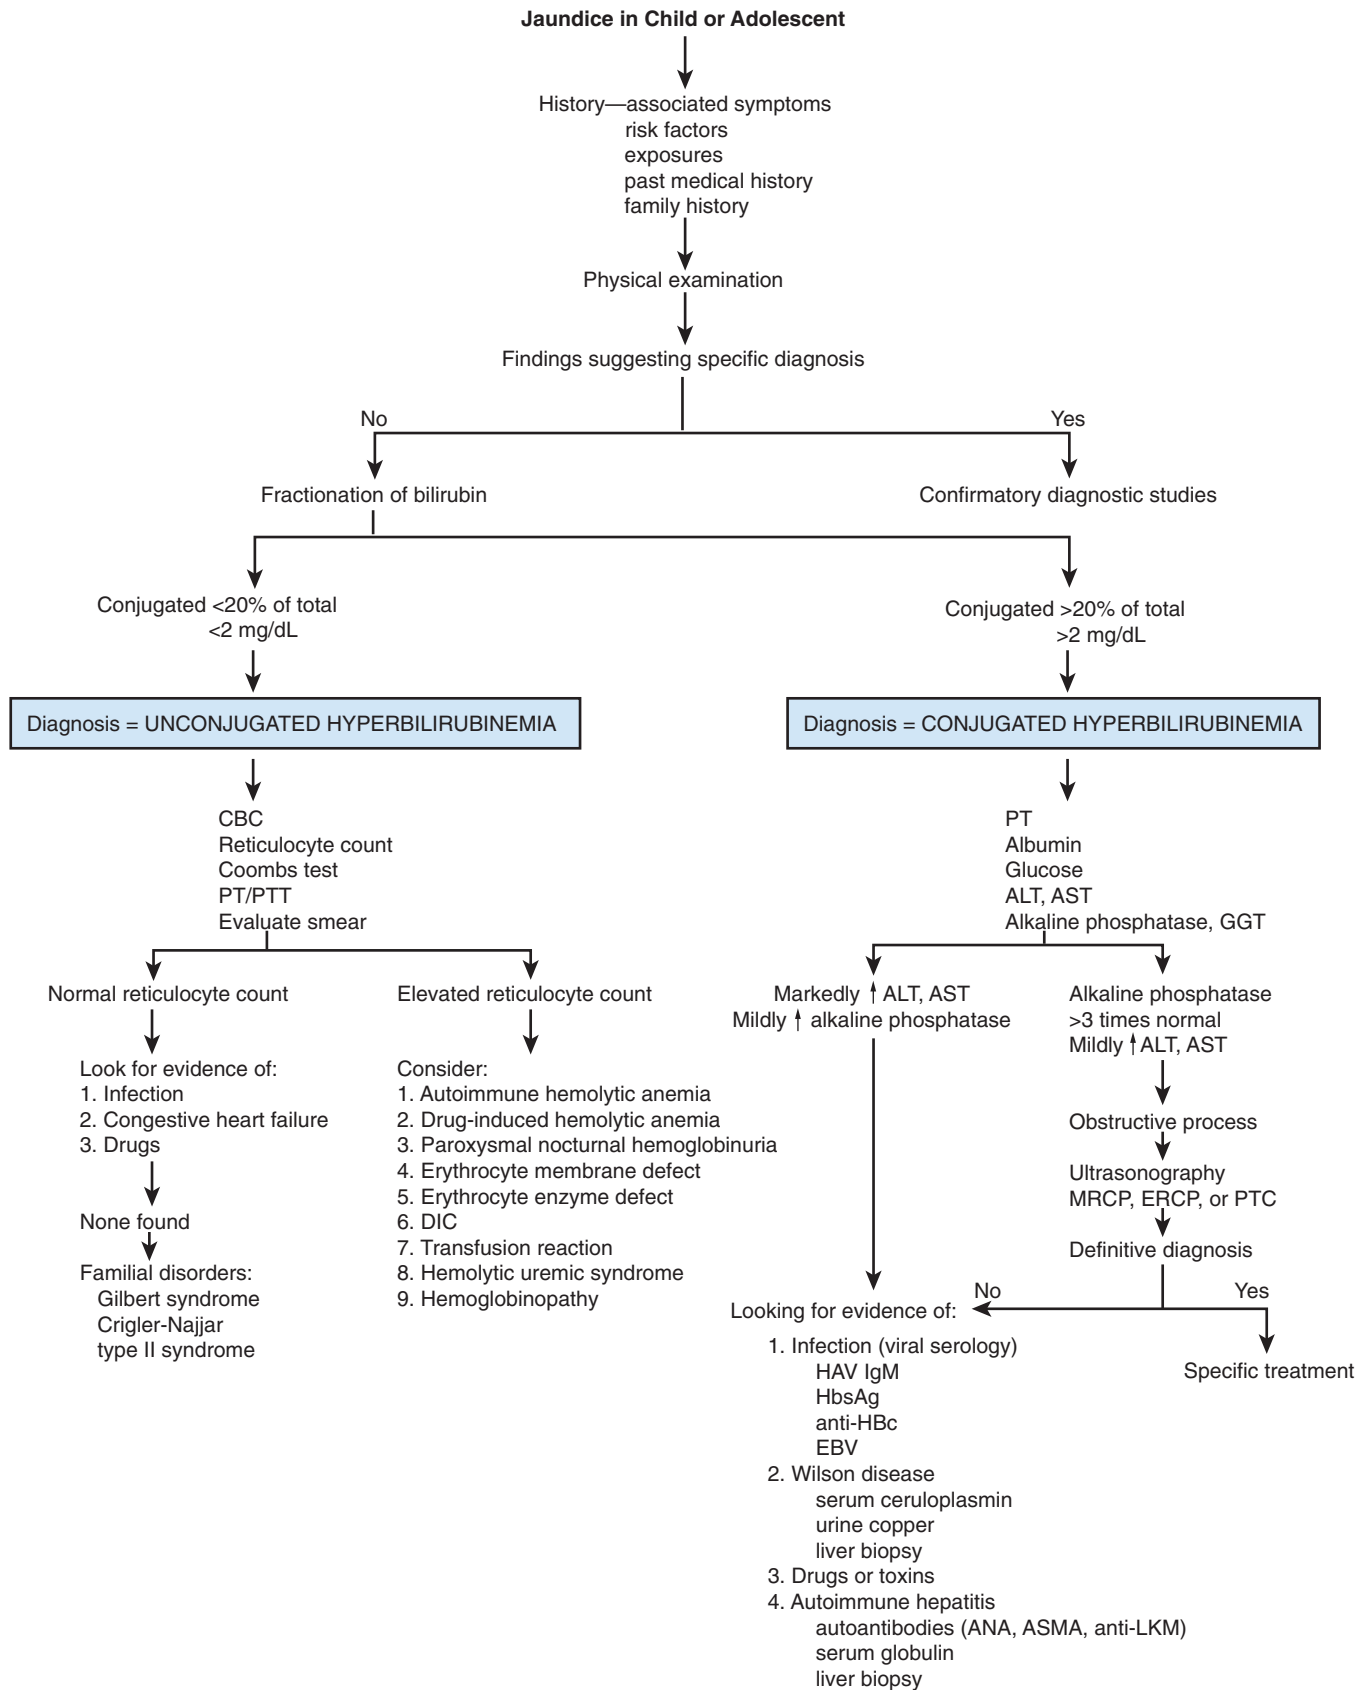 Jaundice in Child or Adolescent
History—associated symptoms
risk factors
exposures
past medical history
family history
Physical examination
Findings suggesting specific diagnosis
No
Yes
Fractionation of bilirubin
Confirmatory diagnostic studies
Conjugated <20% of total
<2 mg/dL
Conjugated >20% of total
>2 mg/dL
Diagnosis = UNCONJUGATED HYPERBILIRUBINEMIA
Diagnosis = CONJUGATED HYPERBILIRUBINEMIA
CBC
Reticulocyte count
Coombs test
PT/PTT
Evaluate smear
PT
Albumin
Glucose
ALT, AST
Alkaline phosphatase, GGT
Normal reticulocyte count
Look for evidence of:
1. Infection
2. Congestive heart failure
3. Drugs
None found
Familial disorders:
Gilbert syndrome
Crigler-Najjar
type II syndrome
Elevated reticulocyte count
Consider:
1. Autoimmune hemolytic anemia
2. Drug-induced hemolytic anemia
3. Paroxysmal nocturnal hemoglobinuria
4. Erythrocyte membrane defect
5. Erythrocyte enzyme defect
6. DIC
7. Transfusion reaction
8. Hemolytic uremic syndrome
9. Hemoglobinopathy
Markedly ↑ ALT, AST
Mildly ↑ alkaline phosphatase
Alkaline phosphatase
>3 times normal
Mildly ↑ ALT, AST
Obstructive process
Ultrasonography
MRCP, ERCP, or PTC
Definitive diagnosis
No
Yes
Looking for evidence of:
1. Infection (viral serology)
HAV IgM
HbsAg
anti-HBc
EBV
2. Wilson disease
serum ceruloplasmin
urine copper
liver biopsy
3. Drugs or toxins
4. Autoimmune hepatitis
autoantibodies (ANA, ASMA, anti-LKM)
serum globulin
liver biopsy
Specific treatment